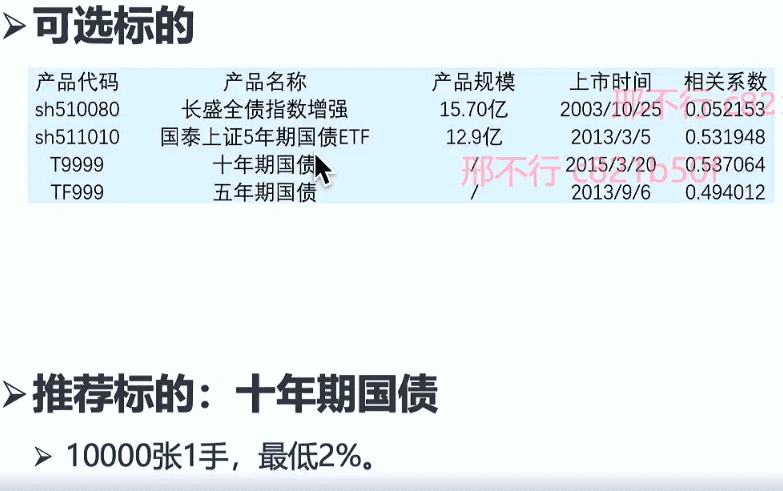 ➢可选标的
产品代码 产品名称 产品规模 上市时间 相关系数
sh510080 长盛全债指数增强 15.70亿 2003/10/25 0.052153
sh511010 国泰上证5年期国债ETF 12.9亿 2013/3/5 0.531948
T9999 十年期国债 / 2015/3/20 0.537064
TF999 五年期国债 / 2013/9/6 0.494012
邢不行 c821
邢不行 c821b50f
➢推荐标的：十年期国债
➢10000张1手，最低2%。